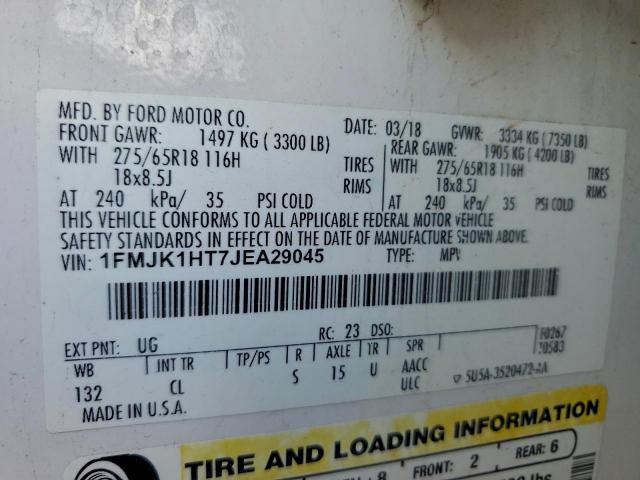 MFD. BY FORD MOTOR CO.
DATE: 03/18 GVWR: 3334 KG ( 7350 LB)
FRONT GAWR: 1497 KG ( 3300 LB)
REAR GAWR: 1905 KG ( 4200 LB)
WITH 275/65R18 116H TIRES
WITH 275/65R18 116H TIRES
18x8.5J RIMS
18x8.5J RIMS
AT 240 kPa/ 35 PSI COLD
AT 240 kPa/ 35 PSI COLD
THIS VEHICLE CONFORMS TO ALL APPLICABLE FEDERAL MOTOR VEHICLE
SAFETY STANDARDS IN EFFECT ON THE DATE OF MANUFACTURE SHOWN ABOVE.
VIN: 1FMJK1HT7JEA29045 TYPE: MPV
EXT PNT: UG RC: 23 DSO: F0267
WB INT TR TP/PS R AXLE TR SPR
132 CL S 15 U AACC
ULC
MADE IN U.S.A.
TIRE AND LOADING INFORMATION
8 FRONT: 2 REAR: 6